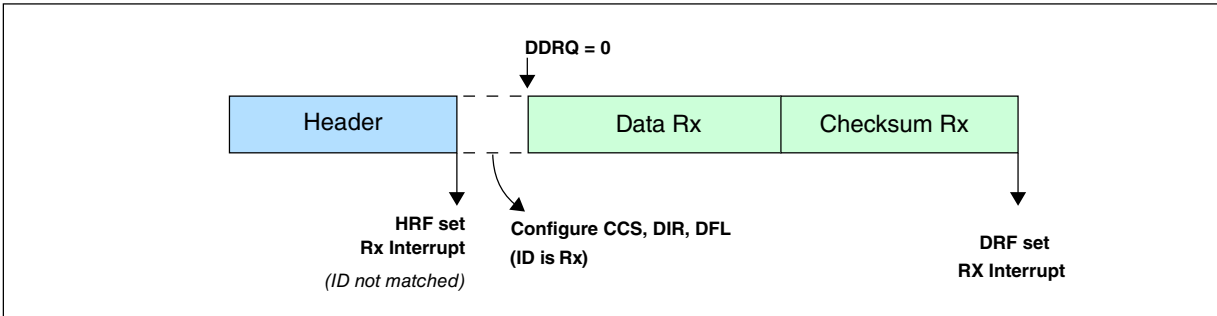 DDRQ = 0
Header
Data Rx
Checksum Rx
HRF set
Rx Interrupt
(ID not matched)
Configure CCS, DIR, DFL
(ID is Rx)
DRF set
RX Interrupt